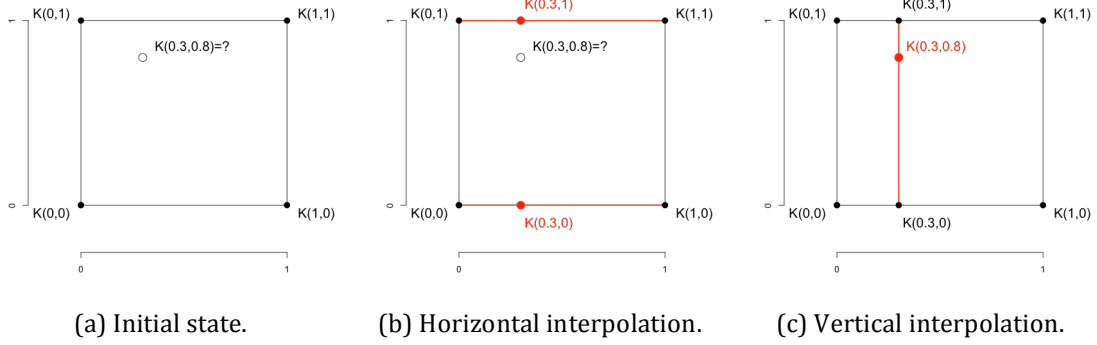 K(0,1)
K(1,1)
K(0.3,0.8)=?
K(0,0)
K(1,0)
1
0
0
1
(a) Initial state.
K(0.3,1)
K(0,1)
K(1,1)
K(0.3,0.8)=?
K(0,0)
K(1,0)
K(0.3,0)
1
0
0
1
(b) Horizontal interpolation.
K(0,1)
K(0.3,1)
K(1,1)
K(0.3,0.8)
K(0,0)
K(1,0)
K(0.3,0)
1
0
0
1
(c) Vertical interpolation.